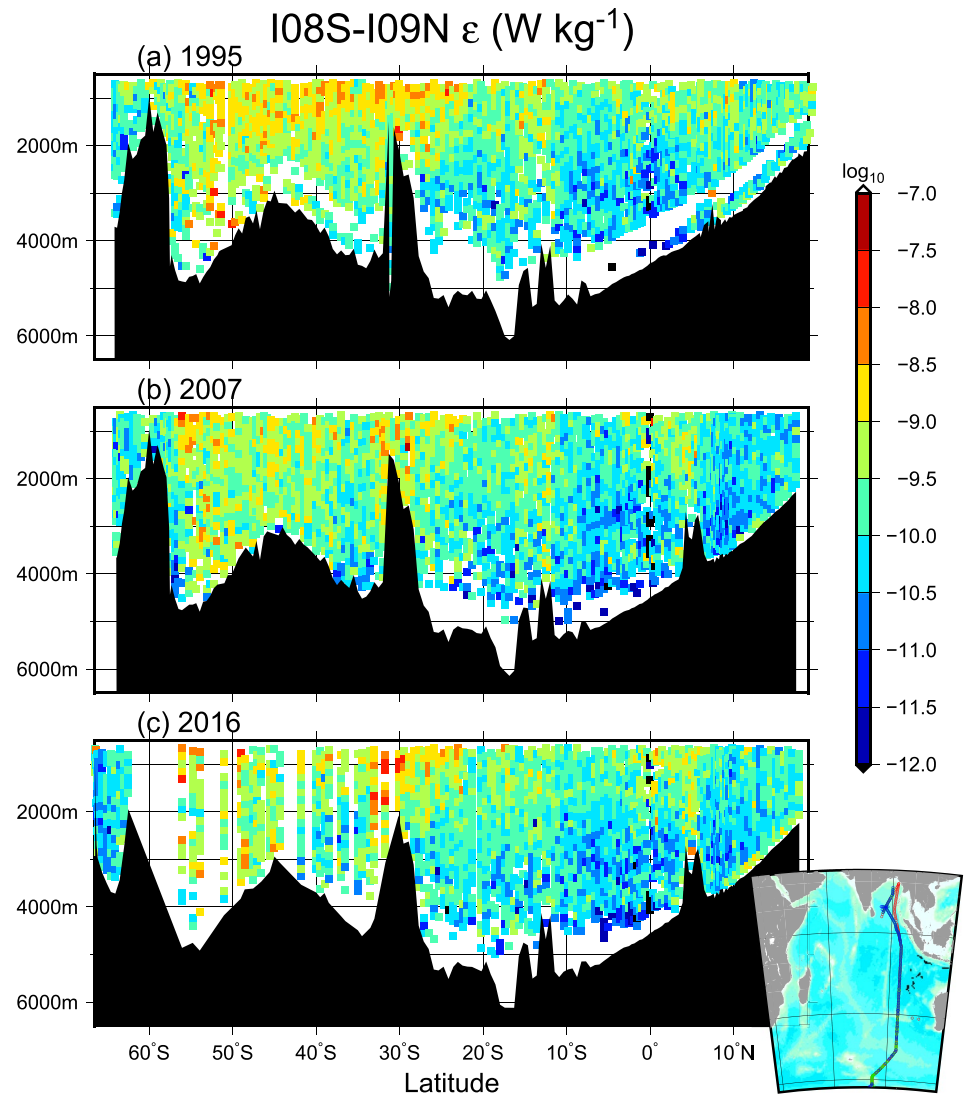 I08S-I09N ε (W kg-1)
(a) 1995
2000m
4000m
6000m
(b) 2007
2000m
4000m
6000m
(c) 2016
2000m
4000m
6000m
60°S 50°S 40°S 30°S 20°S 10°S 0° 10°N
Latitude
log10
−7.0
−7.5
−8.0
−8.5
−9.0
−9.5
−10.0
−10.5
−11.0
−11.5
−12.0